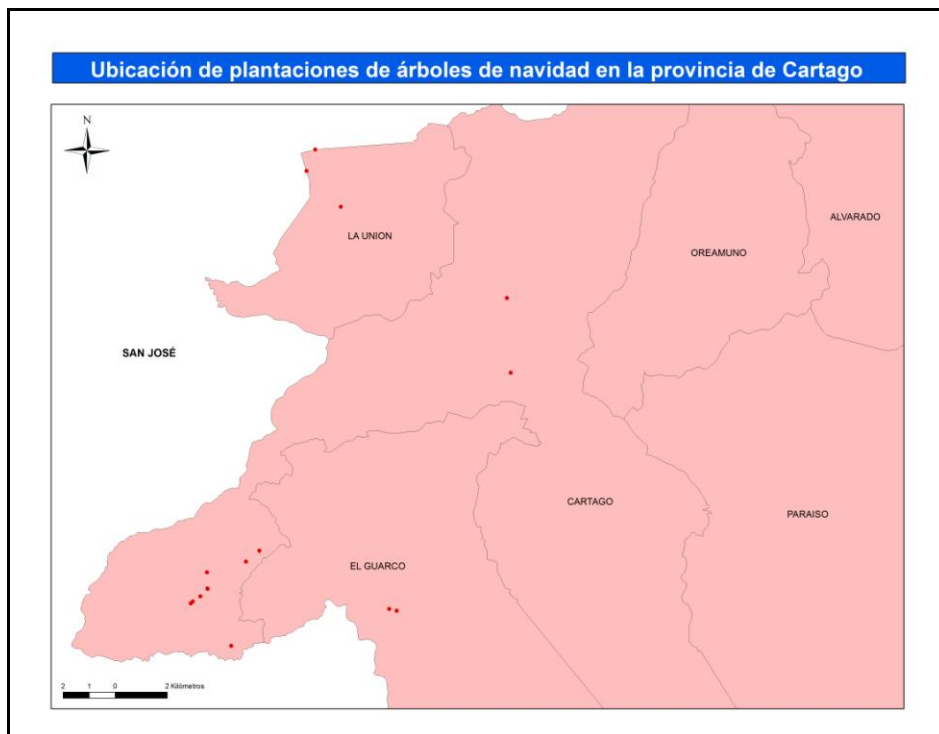 Ubicación de plantaciones de árboles de navidad en la provincia de Cartago
N
ALVARADO
LA UNION
OREAMUNO
SAN JOSÉ
CARTAGO
PARAISO
EL GUARCO
2 1 0 2 Kilómetros